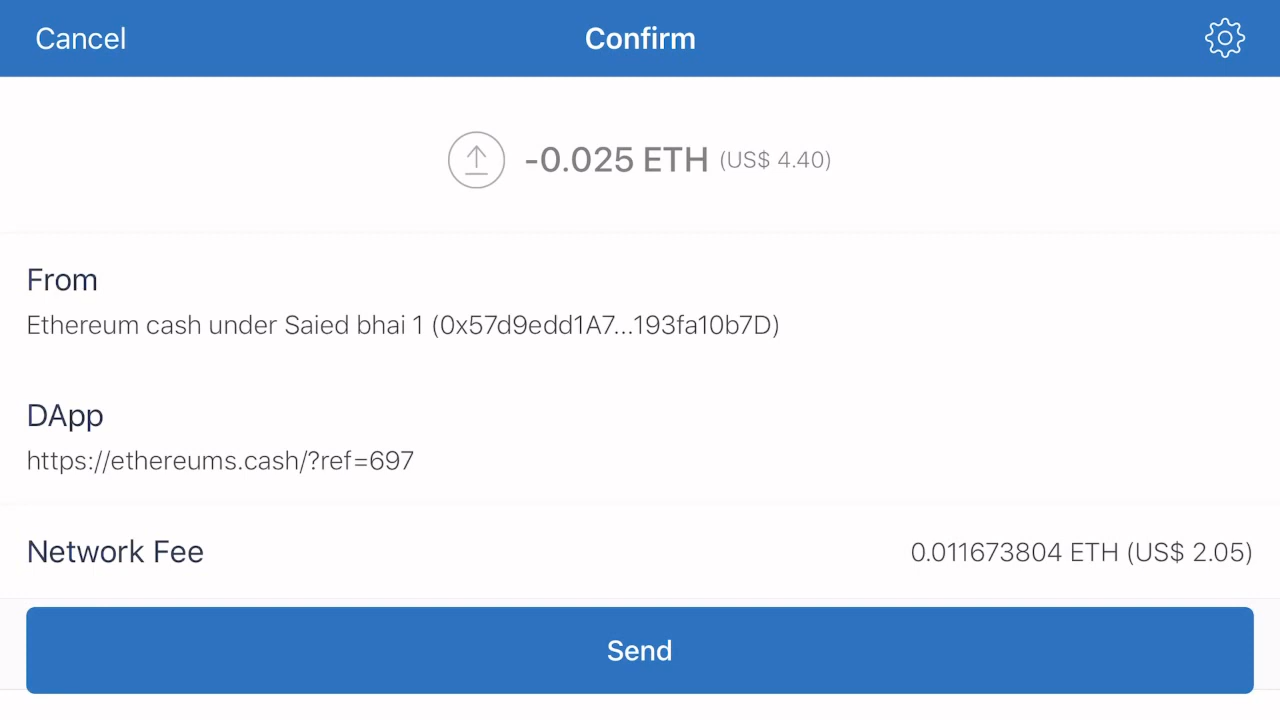 Cancel
Confirm
-0.025 ETH (US$ 4.40)
From
Ethereum cash under Saied bhai 1 (0x57d9edd1A7...193fa10b7D)
DApp
https://ethereums.cash/?ref=697
Network Fee
0.011673804 ETH (US$ 2.05)
Send